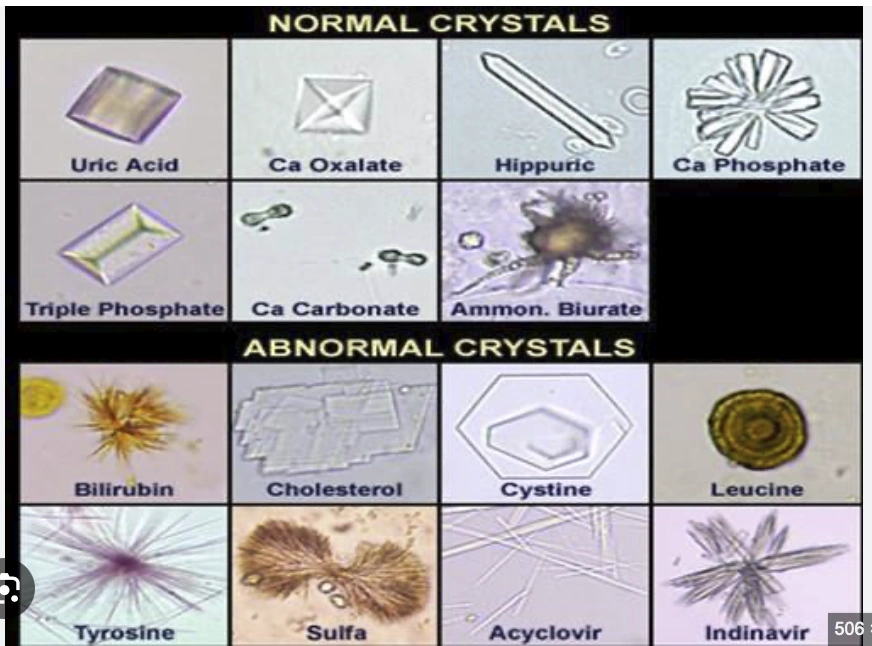 NORMAL CRYSTALS
Uric Acid
Ca Oxalate
Hippuric
Ca Phosphate
Triple Phosphate
Ca Carbonate
Ammon. Biurate
ABNORMAL CRYSTALS
Bilirubin
Cholesterol
Cystine
Leucine
Tyrosine
Sulfa
Acyclovir
Indinavir
506